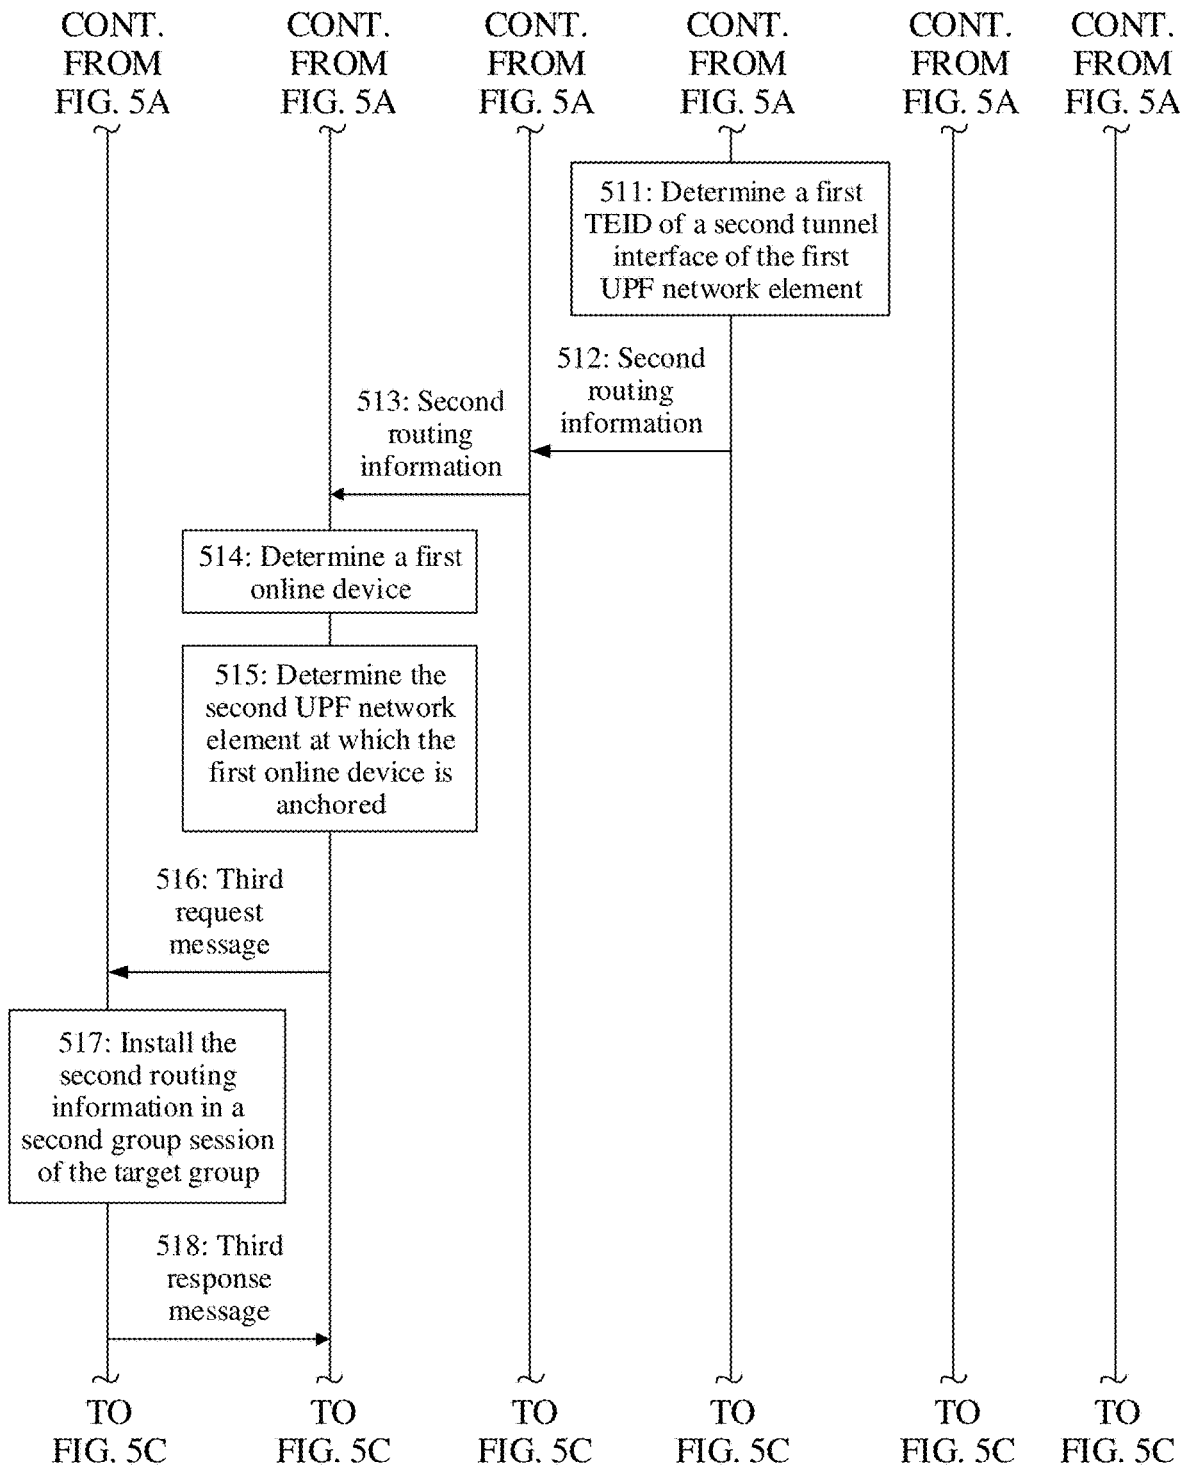 CONT. FROM FIG. 5A
CONT. FROM FIG. 5A
CONT. FROM FIG. 5A
CONT. FROM FIG. 5A
CONT. FROM FIG. 5A
CONT. FROM FIG. 5A
511: Determine a first
TEID of a second tunnel
interface of the first
UPF network element
512: Second
routing
information
513: Second
routing
information
514: Determine a first
online device
515: Determine the
second UPF network
element at which the
first online device is
anchored
516: Third
request
message
517: Install the
second routing
information in a
second group session
of the target group
518: Third
response
message
TO FIG. 5C
TO FIG. 5C
TO FIG. 5C
TO FIG. 5C
TO FIG. 5C
TO FIG. 5C